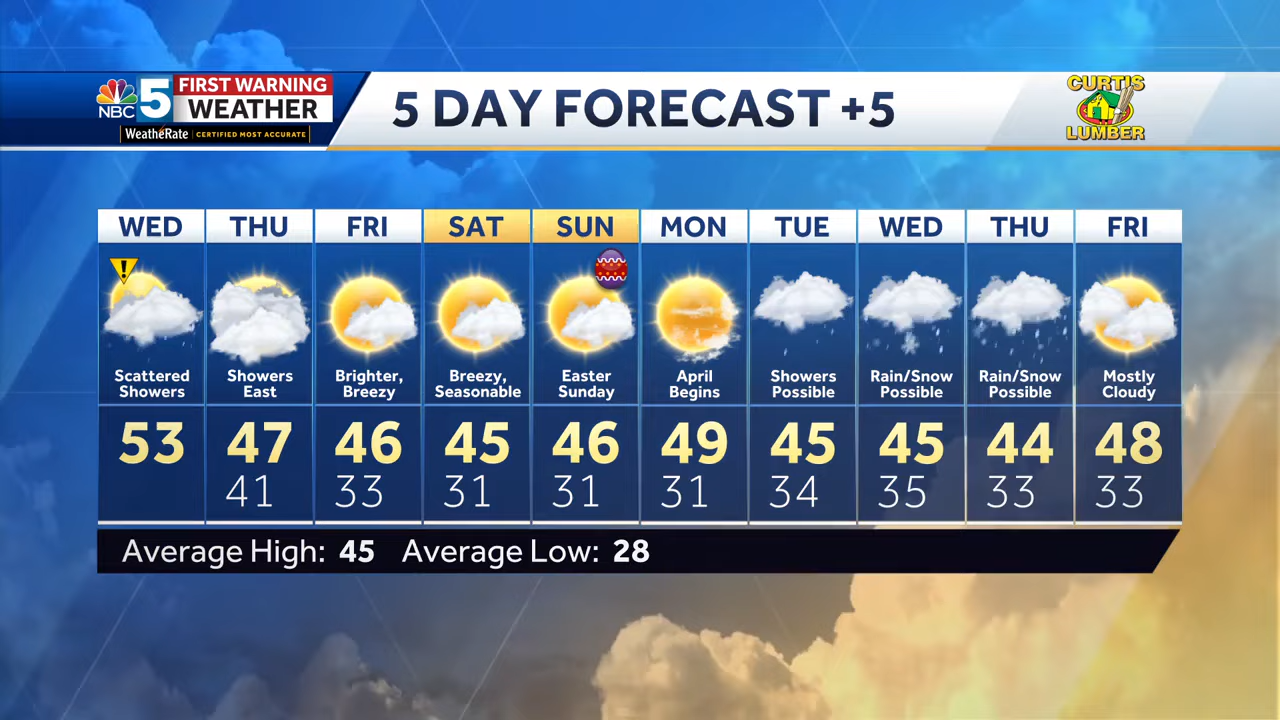 NBC 5 FIRST WARNING WEATHER
WeatheRate CERTIFIED MOST ACCURATE
5 DAY FORECAST +5
CURTIS
LUMBER
WED THU FRI SAT SUN MON TUE WED THU FRI
!
Scattered Showers
Showers East
Brighter, Breezy
Breezy, Seasonable
Easter Sunday
April Begins
Showers Possible
Rain/Snow Possible
Rain/Snow Possible
Mostly Cloudy
53 47 46 45 46 49 45 45 44 48
41 33 31 31 31 34 35 33 33
Average High: 45 Average Low: 28